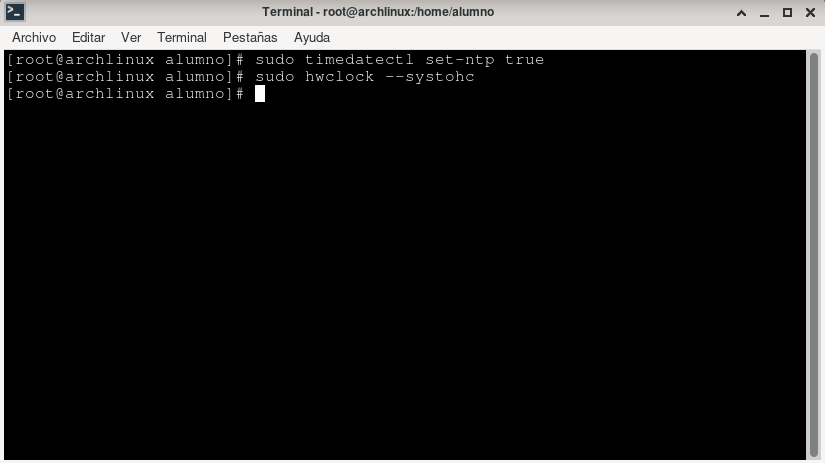 Terminal - root@archlinux:/home/alumno
Archivo Editar Ver Terminal Pestañas Ayuda
[root@archlinux alumno]# sudo timedatectl set-ntp true
[root@archlinux alumno]# sudo hwclock --systohc
[root@archlinux alumno]#